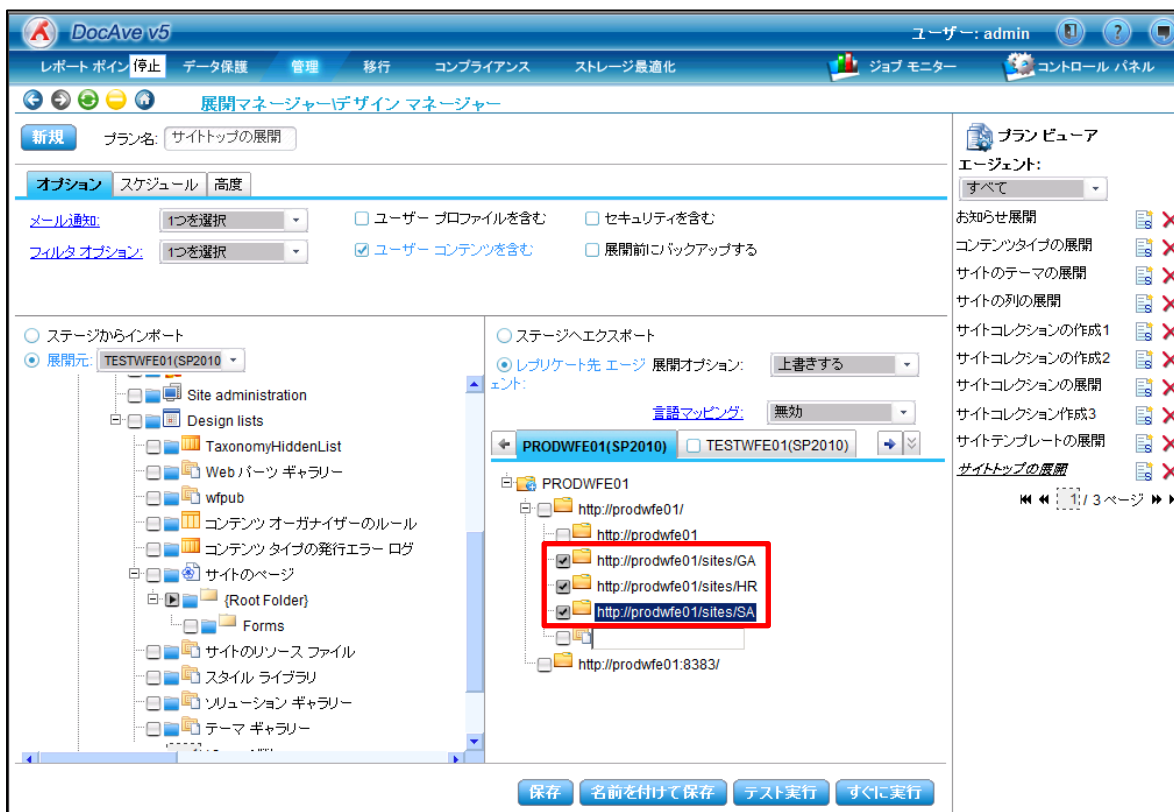 DocAve v5
ユーザー: admin
レポート ポイン 停止 データ保護 管理 移行 コンプライアンス ストレージ最適化 ジョブ モニター コントロール パネル
展開マネージャー\デザイン マネージャー
新規 プラン名: サイトトップの展開
オプション スケジュール 高度
メール通知: 1つを選択 ユーザー プロファイルを含む セキュリティを含む
フィルタ オプション: 1つを選択 ユーザー コンテンツを含む 展開前にバックアップする
ステージからインポート
展開元: TESTWFE01(SP2010
Site administration
Design lists
TaxonomyHiddenList
Web パーツ ギャラリー
wfpub
コンテンツ オーガナイザーのルール
コンテンツ タイプの発行エラー ログ
サイトのページ
{Root Folder}
Forms
サイトのリソース ファイル
スタイル ライブラリ
ソリューション ギャラリー
テーマ ギャラリー
ステージへエクスポート
レプリケート先 エージェント: 展開オプション: 上書きする
言語マッピング: 無効
PRODWFE01(SP2010) TESTWFE01(SP2010)
PRODWFE01
http://prodwfe01/
http://prodwfe01
http://prodwfe01/sites/GA
http://prodwfe01/sites/HR
http://prodwfe01/sites/SA
http://prodwfe01:8383/
保存 名前を付けて保存 テスト実行 すぐに実行
プラン ビューア
エージェント:
すべて
お知らせ展開
コンテンツタイプの展開
サイトのテーマの展開
サイトの列の展開
サイトコレクションの作成1
サイトコレクションの作成2
サイトコレクションの展開
サイトコレクション作成3
サイトテンプレートの展開
サイトトップの展開
1 / 3 ページ